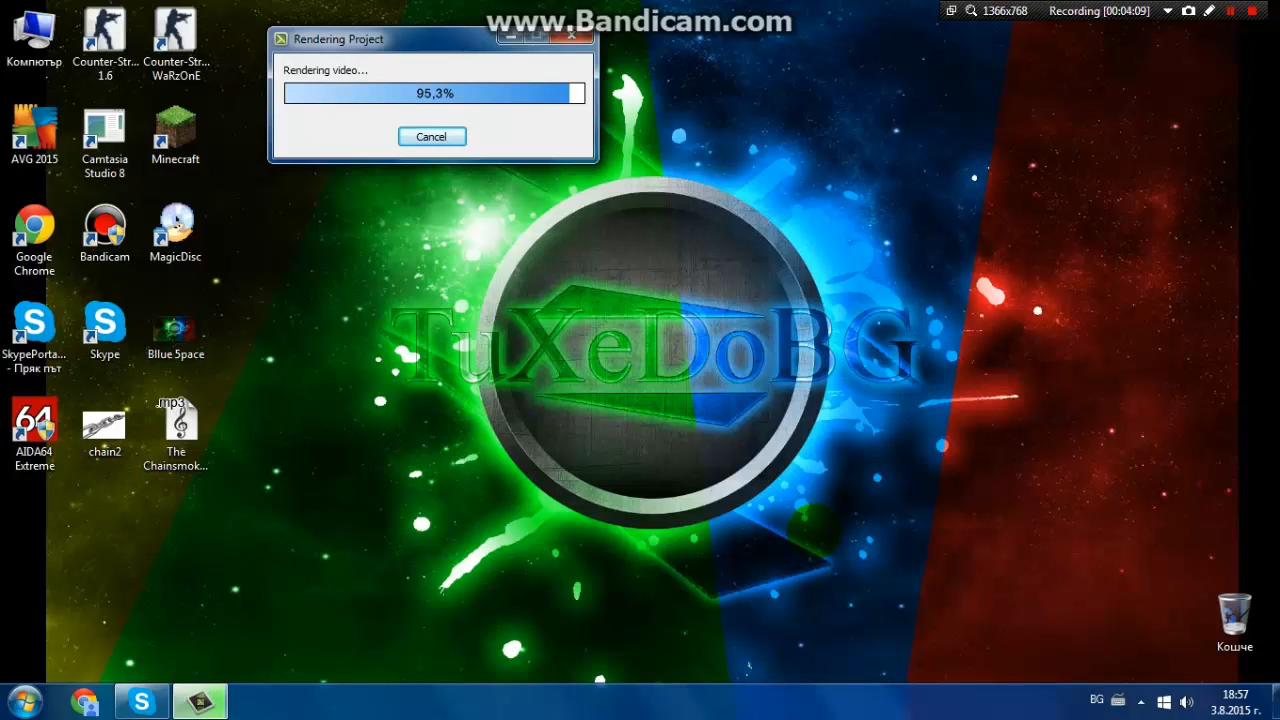 www.Bandicam.com
1366x768
Recording [00:04:09]
Rendering Project
Rendering video...
95,3%
Cancel
Компютър
Counter-Str...
1.6
Counter-Str...
WaRzOnE
AVG 2015
Camtasia
Studio 8
Minecraft
Google
Chrome
Bandicam
MagicDisc
SkypePorta...
- Пряк път
Skype
Bllue 5pace
64
AIDA64
Extreme
chain2
.mp3
The
Chainsmok...
TuXeDoBG
Кошче
BG
18:57
3.8.2015 г.